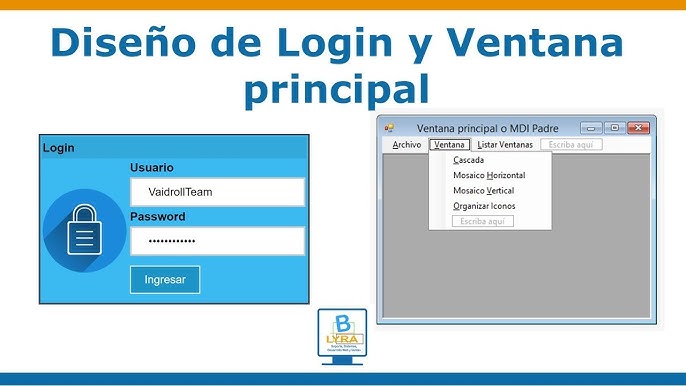 Diseño de Login y Ventana
principal
Login
Usuario
VaidrollTeam
Password
••••••••••••
Ingresar
Ventana principal o MDI Padre
Archivo Ventana Listar Ventanas Escriba aquí
Cascada
Mosaico Horizontal
Mosaico Vertical
Organizar Iconos
Escriba aquí
B
LYRA